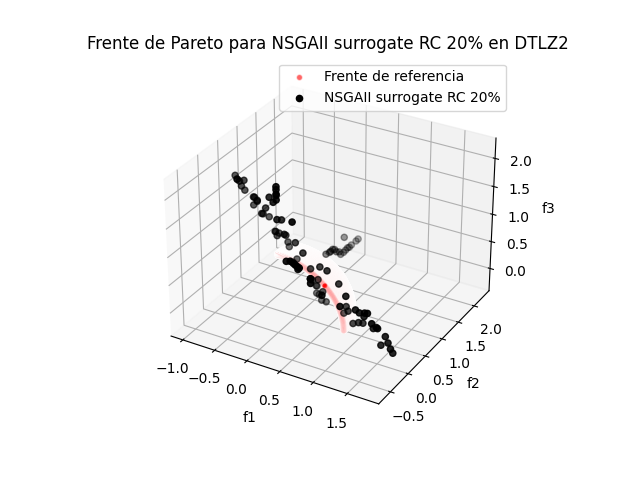 Frente de Pareto para NSGAII surrogate RC 20% en DTLZ2
Frente de referencia
NSGAII surrogate RC 20%
2.0
1.5
1.0
0.5
0.0
f3
2.0
1.5
1.0
0.5
0.0
−0.5
f2
−1.0
−0.5
0.0
0.5
1.0
1.5
f1